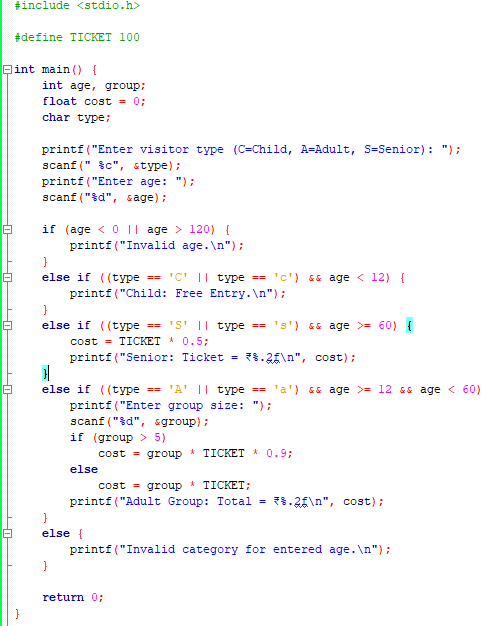 #include <stdio.h>

#define TICKET 100

int main() {
    int age, group;
    float cost = 0;
    char type;

    printf("Enter visitor type (C=Child, A=Adult, S=Senior): ");
    scanf(" %c", &type);
    printf("Enter age: ");
    scanf("%d", &age);

    if (age < 0 || age > 120) {
        printf("Invalid age.\n");
    }
    else if ((type == 'C' || type == 'c') && age < 12) {
        printf("Child: Free Entry.\n");
    }
    else if ((type == 'S' || type == 's') && age >= 60) {
        cost = TICKET * 0.5;
        printf("Senior: Ticket = ₹%.2f\n", cost);
    }
    else if ((type == 'A' || type == 'a') && age >= 12 && age < 60)
        printf("Enter group size: ");
        scanf("%d", &group);
        if (group > 5)
            cost = group * TICKET * 0.9;
        else
            cost = group * TICKET;
        printf("Adult Group: Total = ₹%.2f\n", cost);
    }
    else {
        printf("Invalid category for entered age.\n");
    }

    return 0;
}